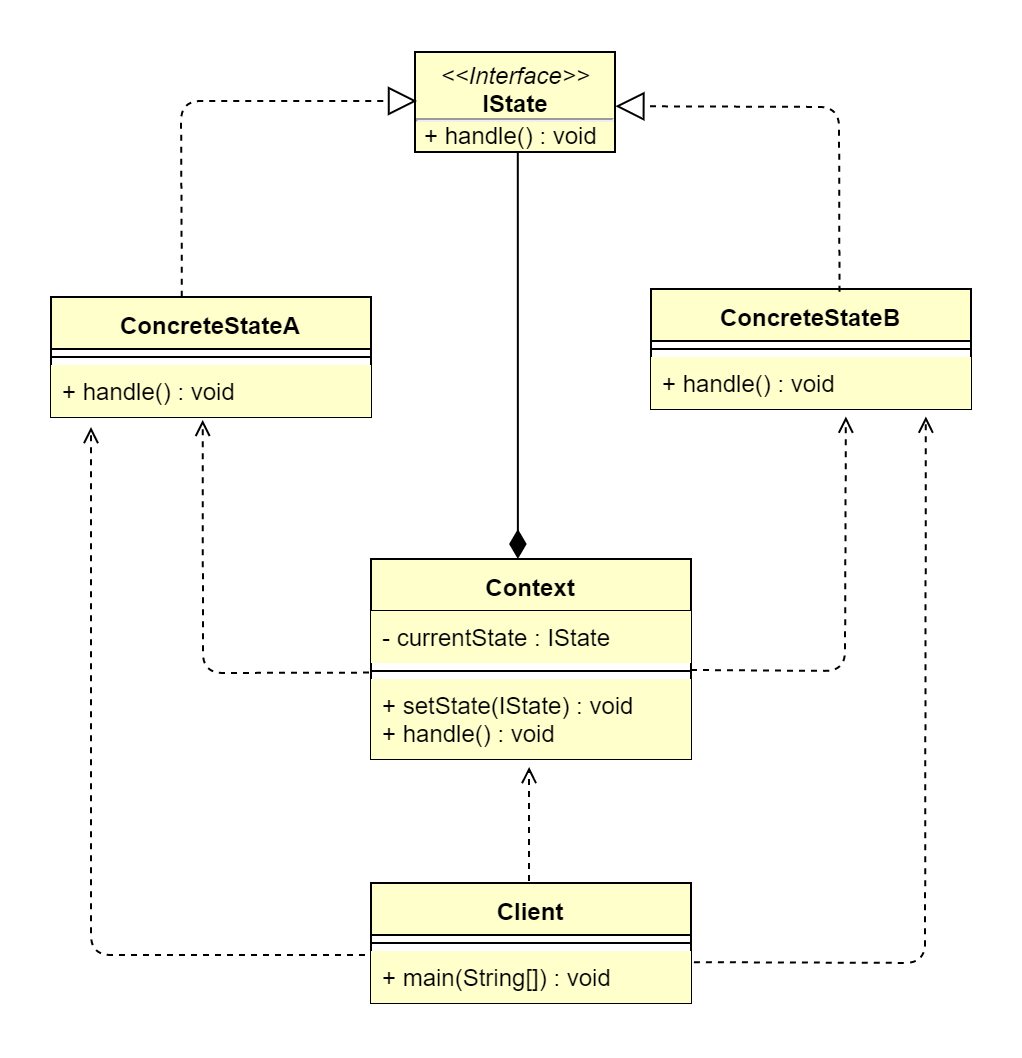 <<Interface>>
IState
+ handle() : void
ConcreteStateA
+ handle() : void
ConcreteStateB
+ handle() : void
Context
- currentState : IState
+ setState(IState) : void
+ handle() : void
Client
+ main(String[]) : void